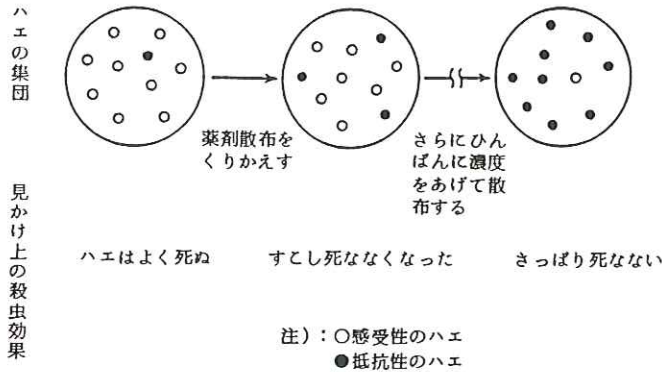 ハエの集団
薬剤散布を
くりかえす
さらにひん
ぱんに濃度
をあげて散
布する
見かけ上の殺虫効果
ハエはよく死ぬ
すこし死ななくなった
さっぱり死なない
注）：○感受性のハエ
●抵抗性のハエ